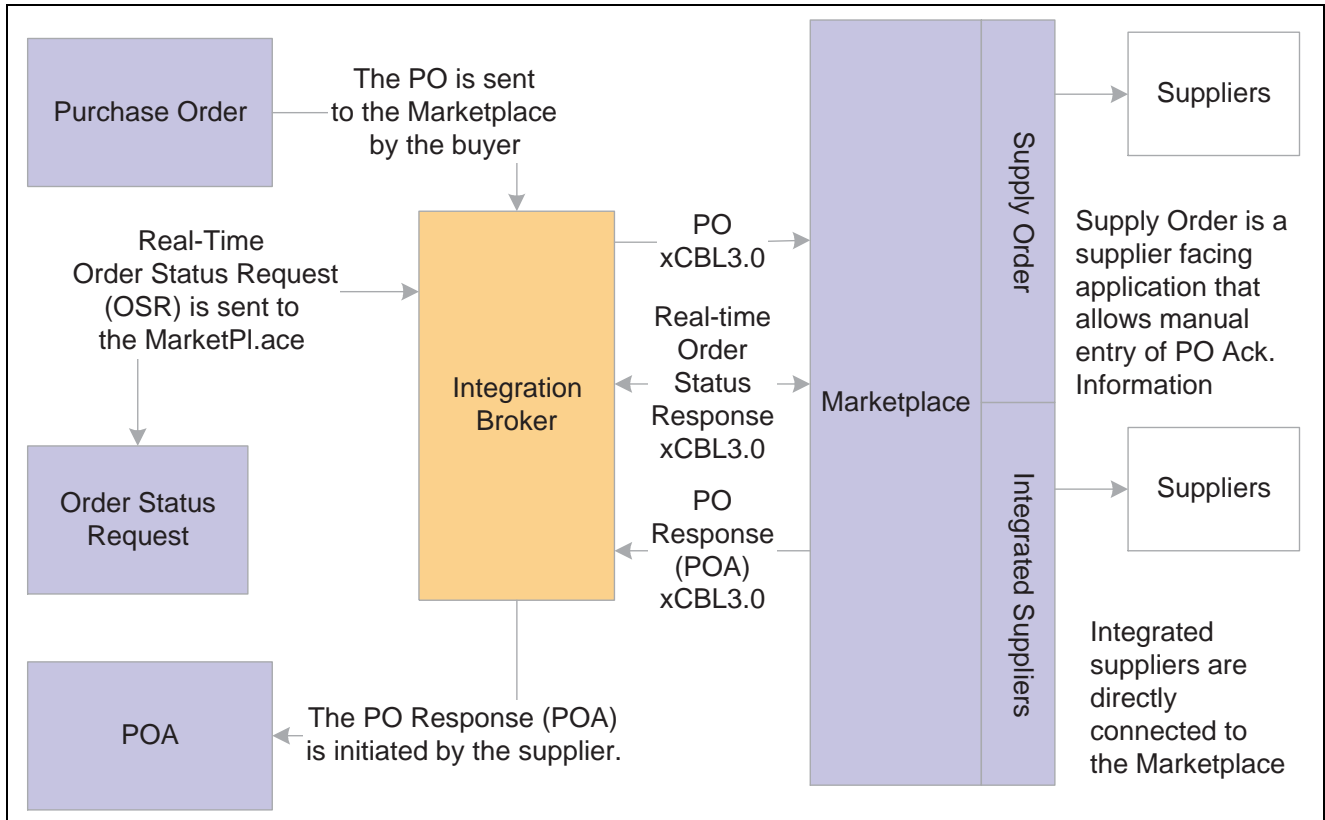 Purchase Order
The PO is sent
to the Marketplace
by the buyer
Real-Time
Order Status Request
(OSR) is sent to
the MarketPl.ace
Order Status
Request
POA
The PO Response (POA)
is initiated by the supplier.
Integration
Broker
PO
xCBL3.0
Real-time
Order
Status
Response
xCBL3.0
PO
Response
(POA)
xCBL3.0
Marketplace
Supply Order
Integrated Suppliers
Suppliers
Supply Order is a
supplier facing
application that
allows manual
entry of PO Ack.
Information
Suppliers
Integrated
suppliers are
directly
connected to
the Marketplace